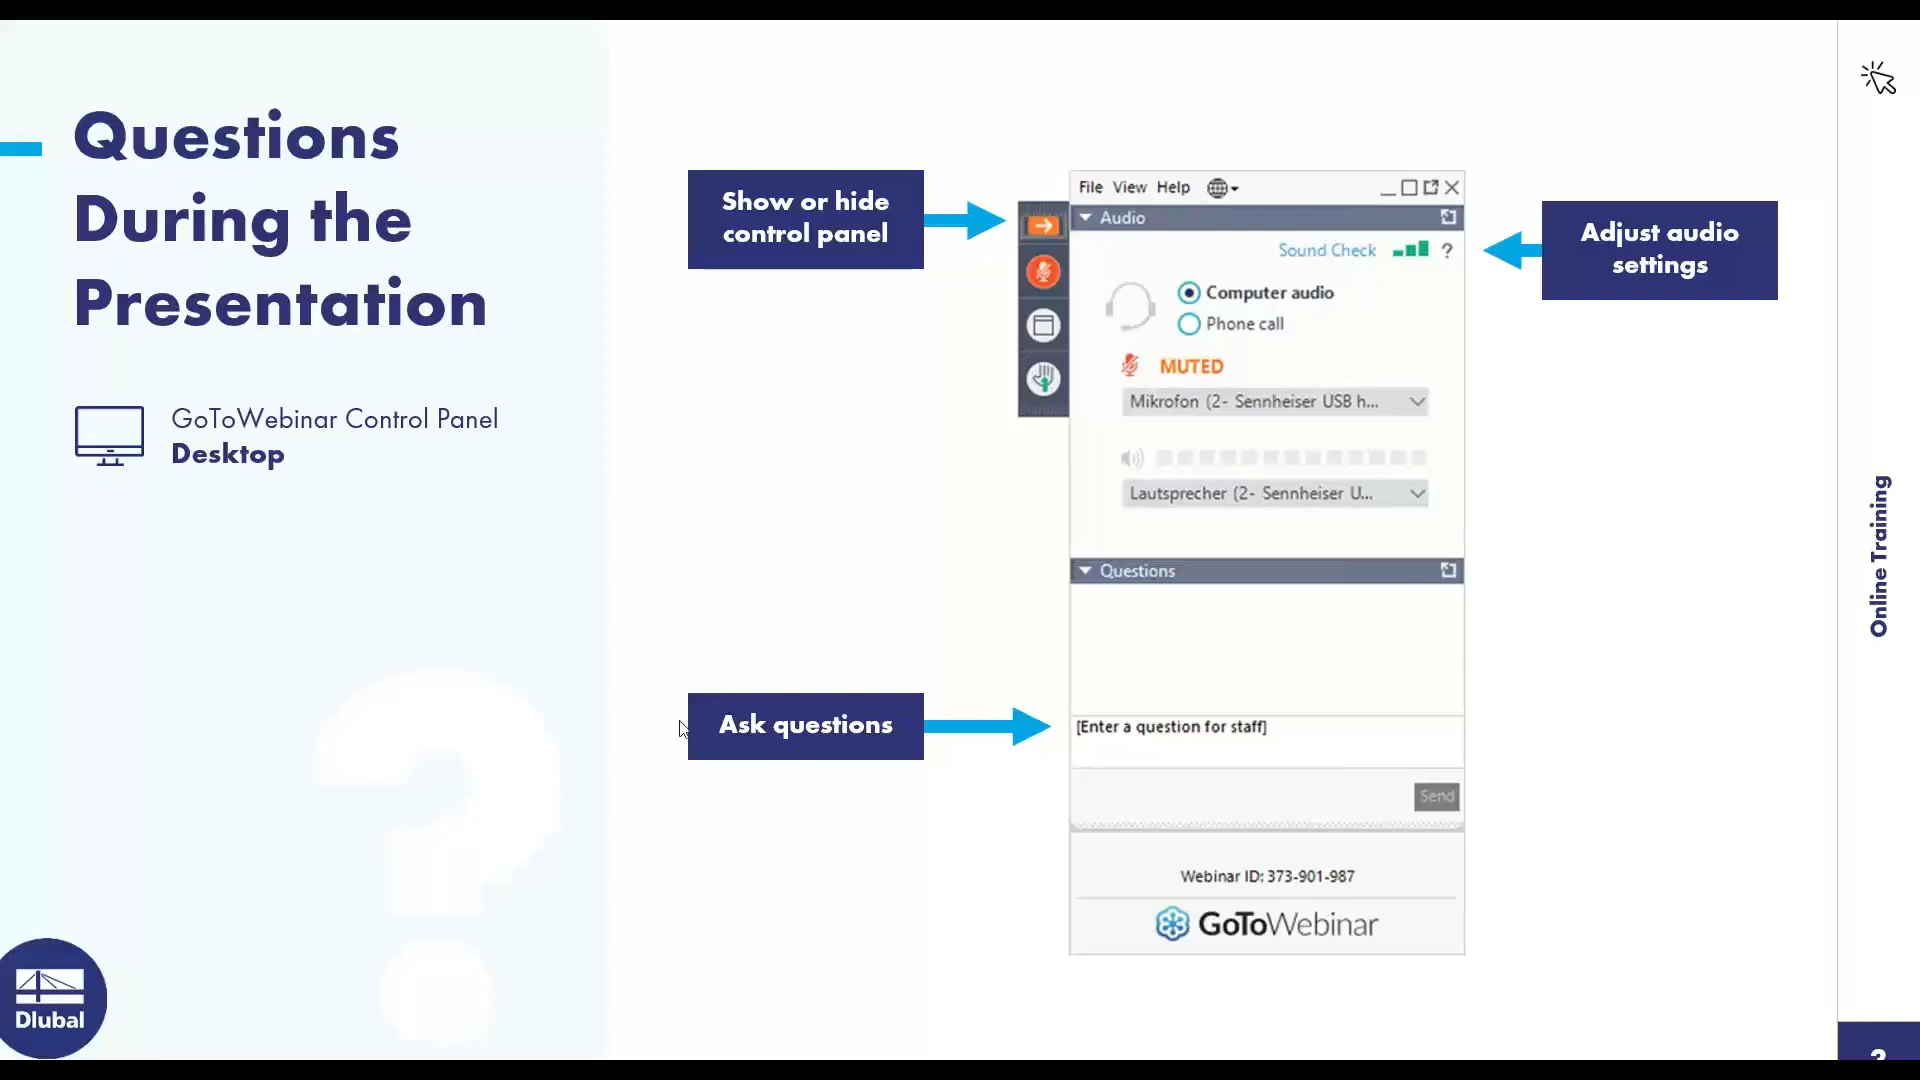 Questions
During the
Presentation
GoToWebinar Control Panel
Desktop
Show or hide
control panel
File View Help
Audio
Sound Check ?
Computer audio
Phone call
MUTED
Mikrofon (2- Sennheiser USB h...
Lautsprecher (2- Sennheiser U...
Adjust audio
settings
Questions
Ask questions
[Enter a question for staff]
Send
Webinar ID: 373-901-987
GoToWebinar
Online Training
Dlubal